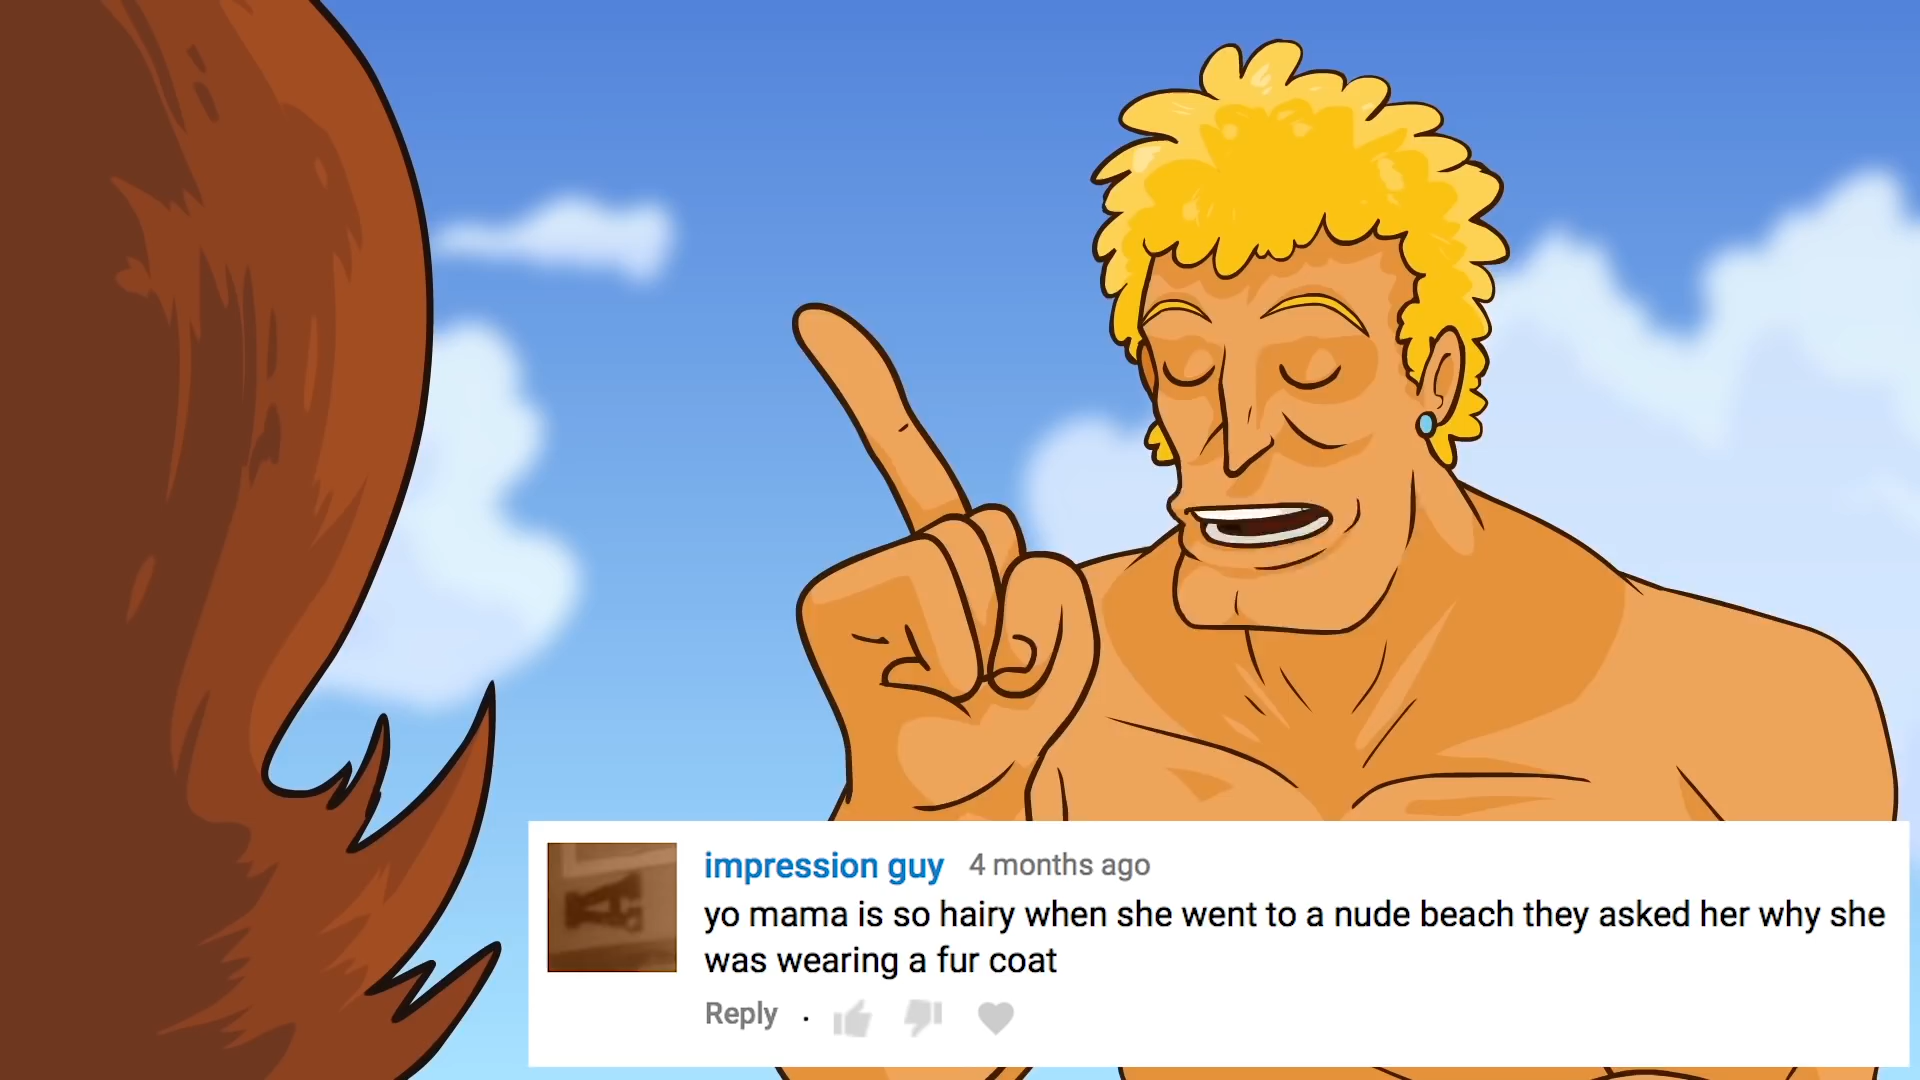 impression guy 4 months ago
yo mama is so hairy when she went to a nude beach they asked her why she
was wearing a fur coat
Reply .
A